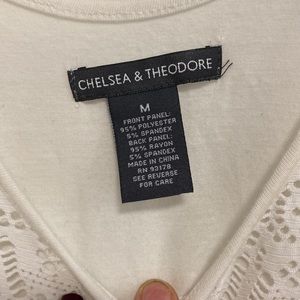 CHELSEA & THEODORE
M
FRONT PANEL:
95% POLYESTER
5% SPANDEX
BACK PANEL:
95% RAYON
5% SPANDEX
MADE IN CHINA
RN 93178
SEE REVERSE
FOR CARE